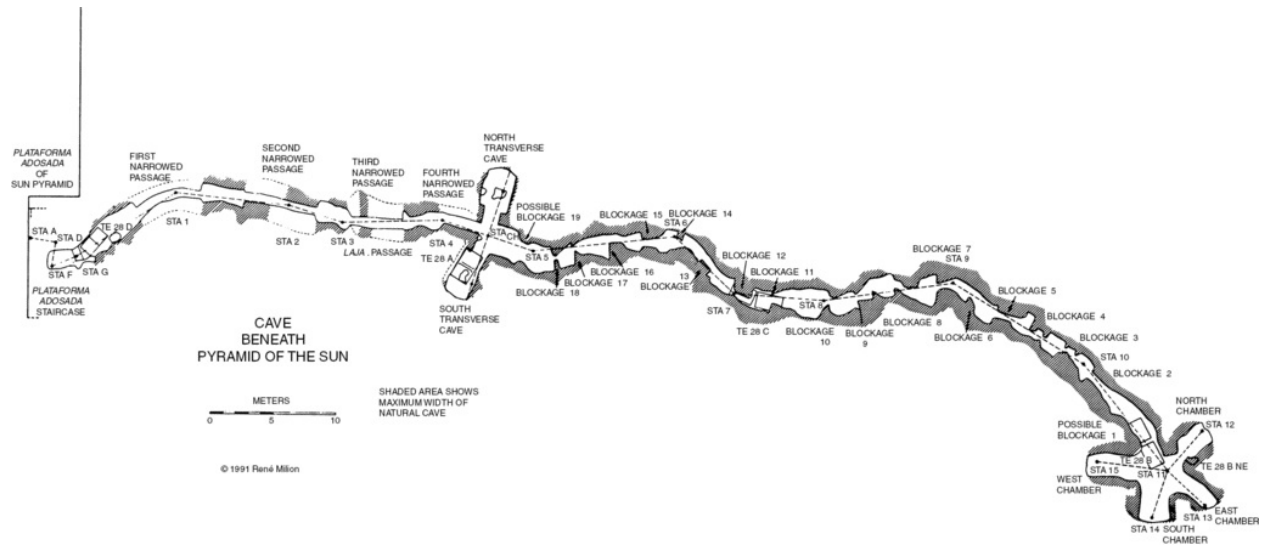 PLATAFORMA
ADOSADA
OF
SUN PYRAMID
FIRST
NARROWED
PASSAGE
SECOND
NARROWED
PASSAGE
THIRD
NARROWED
PASSAGE
FOURTH
NARROWED
PASSAGE
NORTH
TRANSVERSE
CAVE
POSSIBLE
BLOCKAGE 19
BLOCKAGE 15
BLOCKAGE 14
STA 6
STA A
STA D
TE 28 D
STA F
STA G
STA 1
STA 2
STA 3
LAJA . PASSAGE
STA 4
TE 28 A
STA CH
STA 5
BLOCKAGE 16
BLOCKAGE 17
BLOCKAGE 18
13
BLOCKAGE
BLOCKAGE 12
BLOCKAGE 11
STA 7
TE 28 C
STA 8
BLOCKAGE
10
BLOCKAGE
9
BLOCKAGE 8
BLOCKAGE 7
STA 9
BLOCKAGE 6
BLOCKAGE 5
BLOCKAGE 4
BLOCKAGE 3
STA 10
BLOCKAGE 2
PLATAFORMA
ADOSADA
STAIRCASE
SOUTH
TRANSVERSE
CAVE
CAVE
BENEATH
PYRAMID OF THE SUN
METERS
0 5 10
SHADED AREA SHOWS
MAXIMUM WIDTH OF
NATURAL CAVE
© 1991 René Milion
NORTH
CHAMBER
STA 12
POSSIBLE
BLOCKAGE 1
TE 28 B
STA 11
TE 28 B NE
STA 15
WEST
CHAMBER
STA 13
EAST
CHAMBER
STA 14
SOUTH
CHAMBER